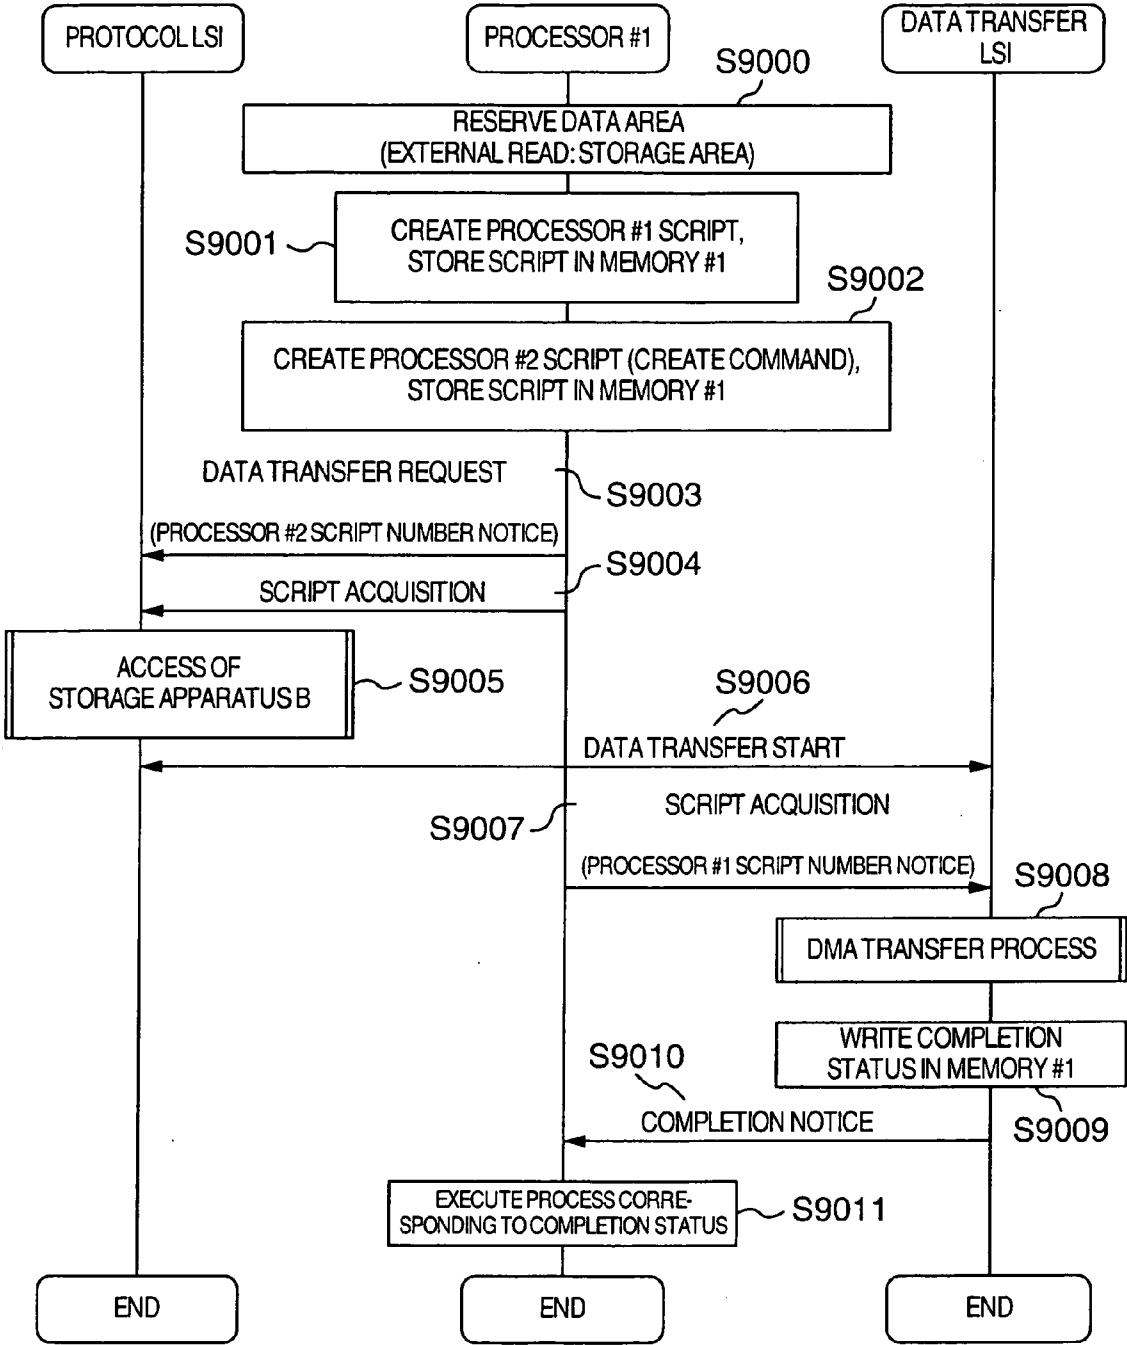 PROTOCOL LSI
PROCESSOR #1
DATA TRANSFER
LSI
S9000
RESERVE DATA AREA
(EXTERNAL READ: STORAGE AREA)
S9001
CREATE PROCESSOR #1 SCRIPT,
STORE SCRIPT IN MEMORY #1
S9002
CREATE PROCESSOR #2 SCRIPT (CREATE COMMAND),
STORE SCRIPT IN MEMORY #1
DATA TRANSFER REQUEST
S9003
(PROCESSOR #2 SCRIPT NUMBER NOTICE)
S9004
SCRIPT ACQUISITION
ACCESS OF
STORAGE APPARATUS B
S9005
S9006
DATA TRANSFER START
SCRIPT ACQUISITION
S9007
(PROCESSOR #1 SCRIPT NUMBER NOTICE)
S9008
DMA TRANSFER PROCESS
WRITE COMPLETION
STATUS IN MEMORY #1
S9009
S9010
COMPLETION NOTICE
EXECUTE PROCESS CORRE-
SPONDING TO COMPLETION STATUS
S9011
END
END
END